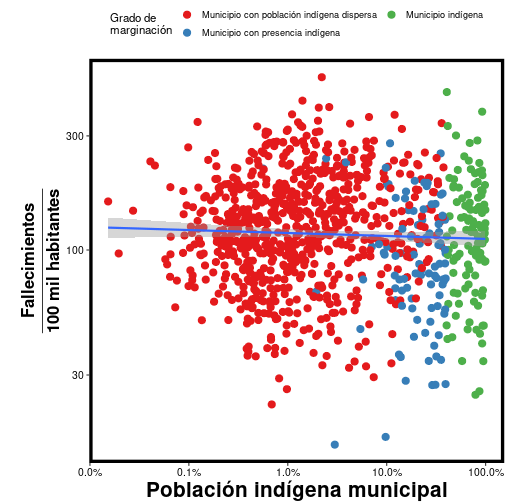 Grado de
marginación
Municipio con población indígena dispersa
Municipio indígena
Municipio con presencia indígena
Fallecimientos
100 mil habitantes
300
100
30
0.0%
0.1%
1.0%
10.0%
100.0%
Población indígena municipal